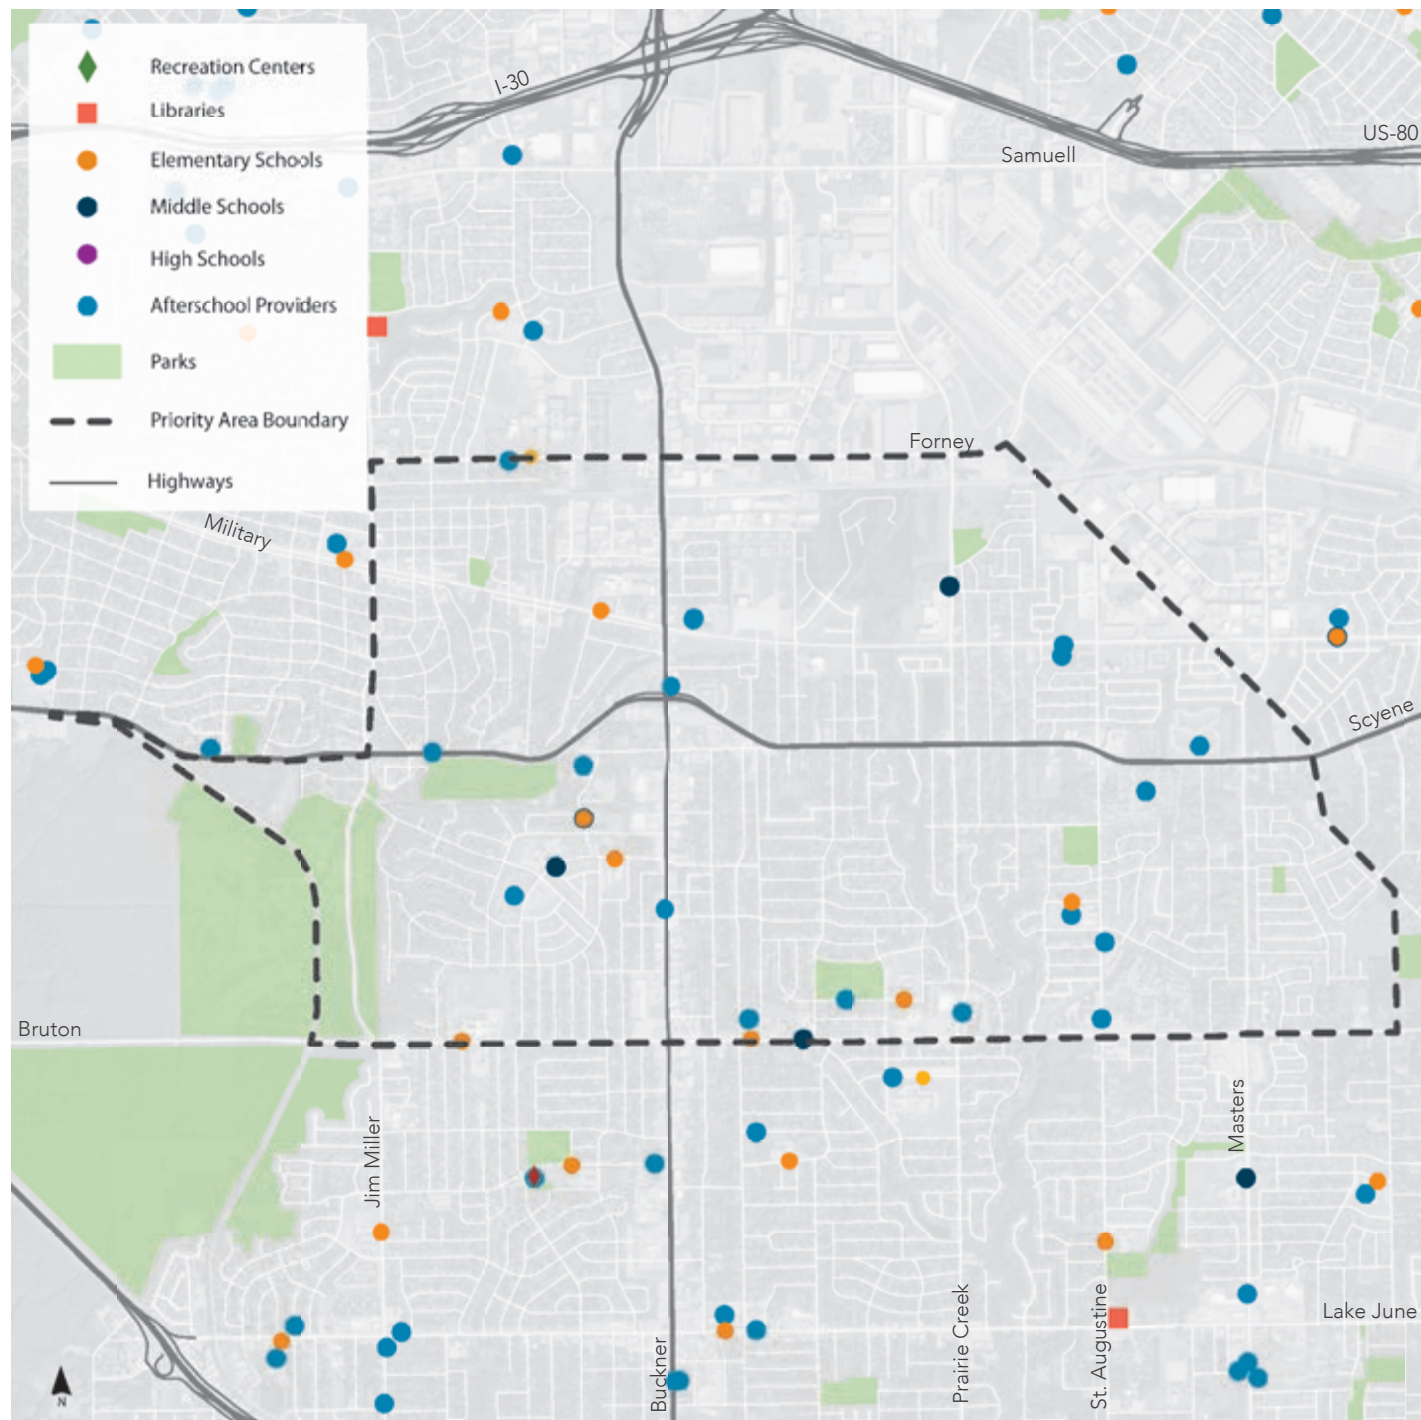 I-30
Recreation Centers
Libraries
US-80
Samuell
Elementary Schools
Middle Schools
High Schools
Afterschool Providers
Parks
Priority Area Boundary
Forney
Highways
Military
Scyene
Bruton
Masters
Jim Miller
Prairie Creek
St. Augustine
Lake June
Buckner
N